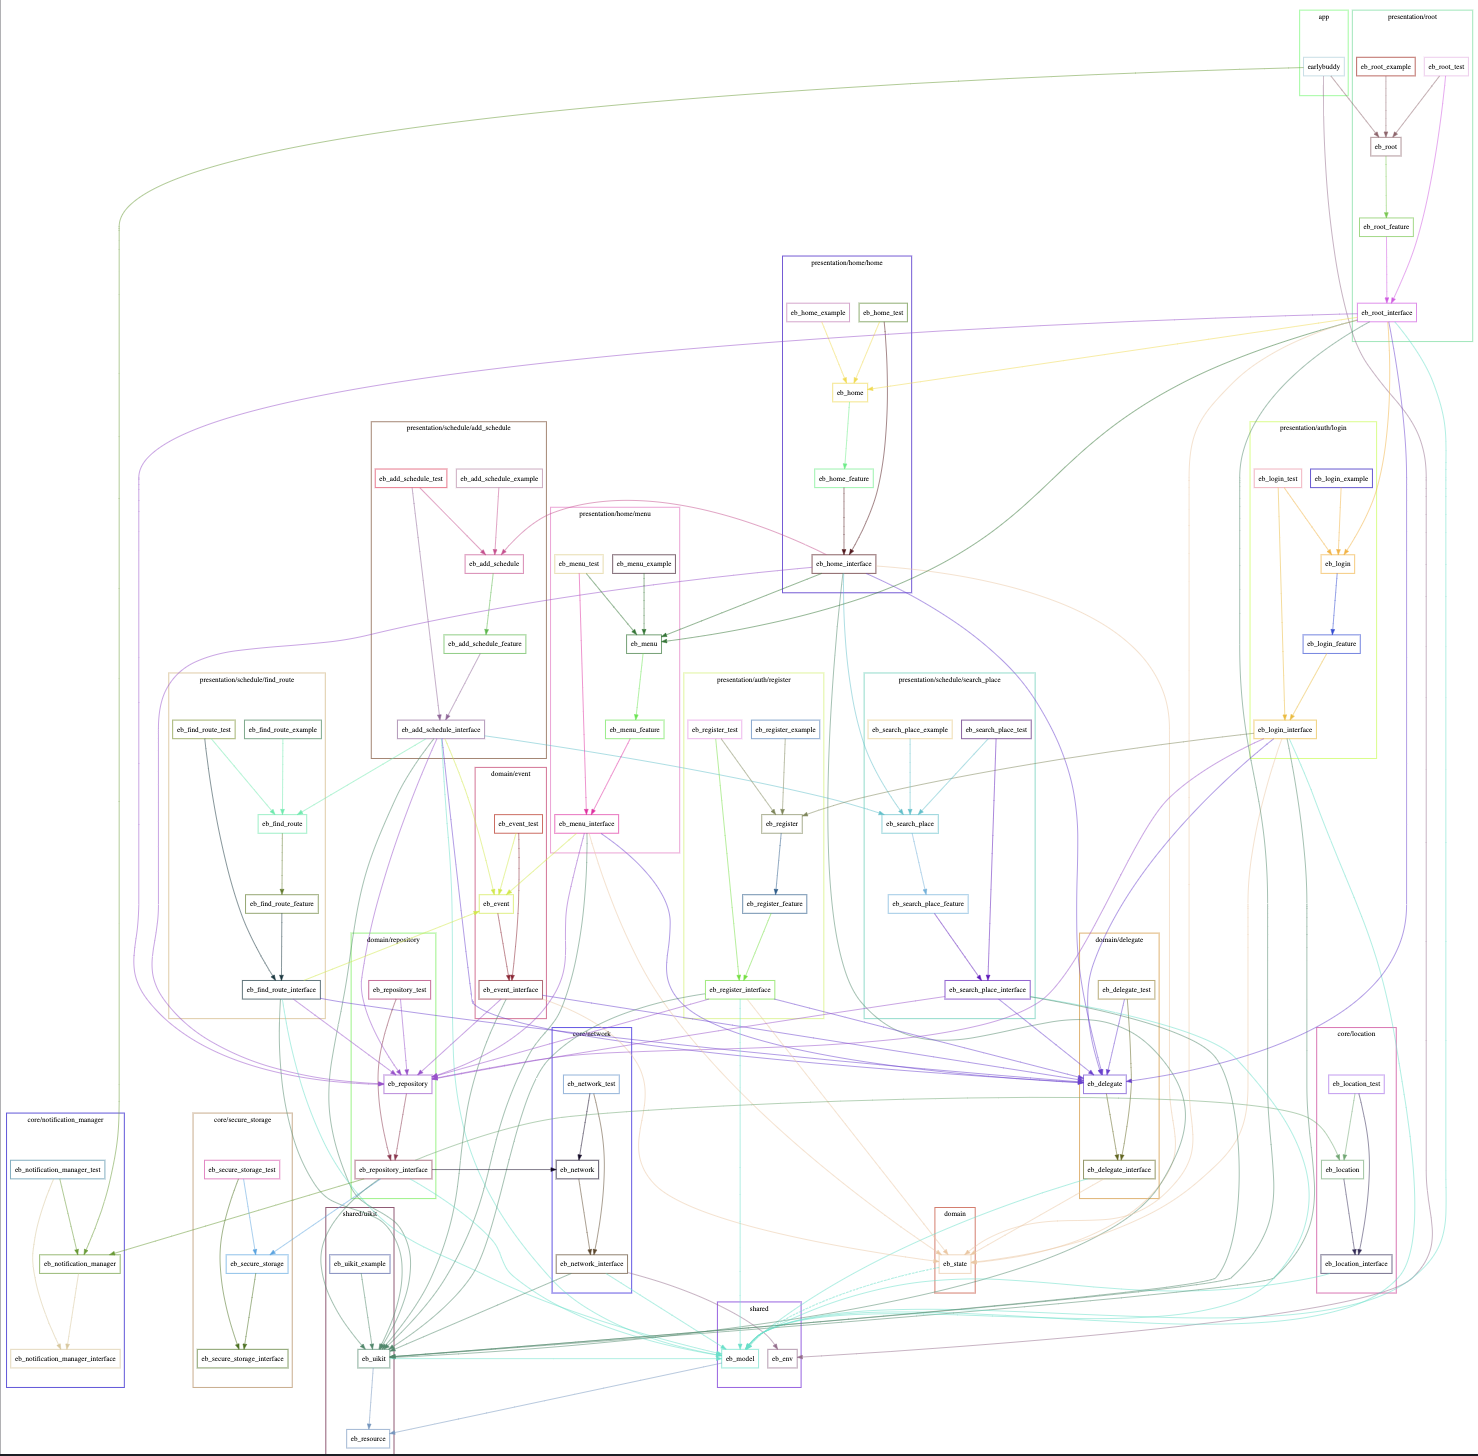 app
presentation/root
earlybuddy
eb_root_example
eb_root_test
eb_root
eb_root_feature
presentation/home/home
eb_home_example
eb_home_test
eb_root_interface
eb_home
presentation/schedule/add_schedule
presentation/auth/login
eb_add_schedule_test
eb_add_schedule_example
eb_home_feature
eb_login_test
eb_login_example
presentation/home/menu
eb_add_schedule
eb_menu_test
eb_menu_example
eb_home_interface
eb_login
eb_add_schedule_feature
eb_menu
eb_login_feature
presentation/schedule/find_route
presentation/auth/register
presentation/schedule/search_place
eb_find_route_test
eb_find_route_example
eb_add_schedule_interface
eb_menu_feature
eb_register_test
eb_register_example
eb_search_place_example
eb_search_place_test
eb_login_interface
domain/event
eb_find_route
eb_event_test
eb_menu_interface
eb_register
eb_search_place
eb_find_route_feature
eb_event
eb_register_feature
eb_search_place_feature
domain/repository
domain/delegate
eb_find_route_interface
eb_repository_test
eb_event_interface
eb_register_interface
eb_search_place_interface
eb_delegate_test
core/network
core/location
eb_repository
eb_network_test
eb_delegate
eb_location_test
core/notification_manager
core/secure_storage
eb_notification_manager_test
eb_secure_storage_test
eb_repository_interface
eb_network
eb_delegate_interface
eb_location
shared/uikit
domain
eb_notification_manager
eb_secure_storage
eb_uikit_example
eb_network_interface
eb_state
eb_location_interface
shared
eb_notification_manager_interface
eb_secure_storage_interface
eb_uikit
eb_model
eb_env
eb_resource